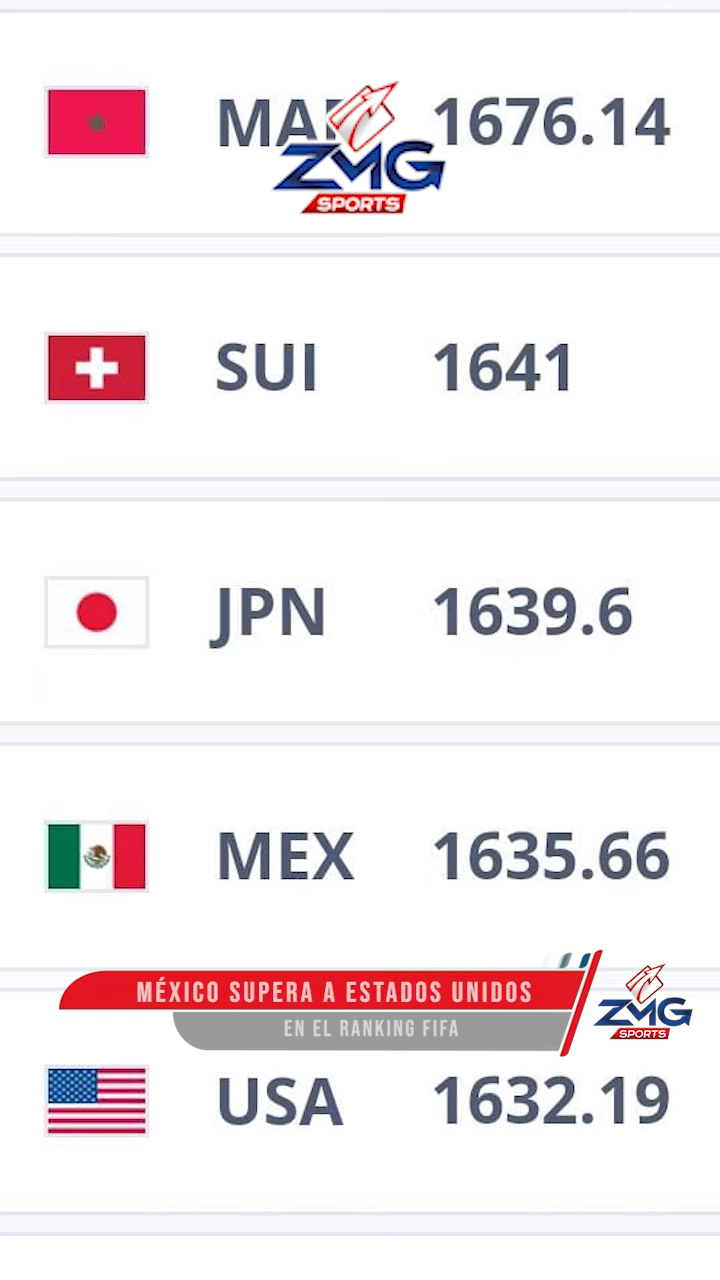 1676.14
ZMG
SPORTS
SUI 1641
JPN 1639.6
MEX 1635.66
MÉXICO SUPERA A ESTADOS UNIDOS
EN EL RANKING FIFA
ZMG
SPORTS
USA 1632.19